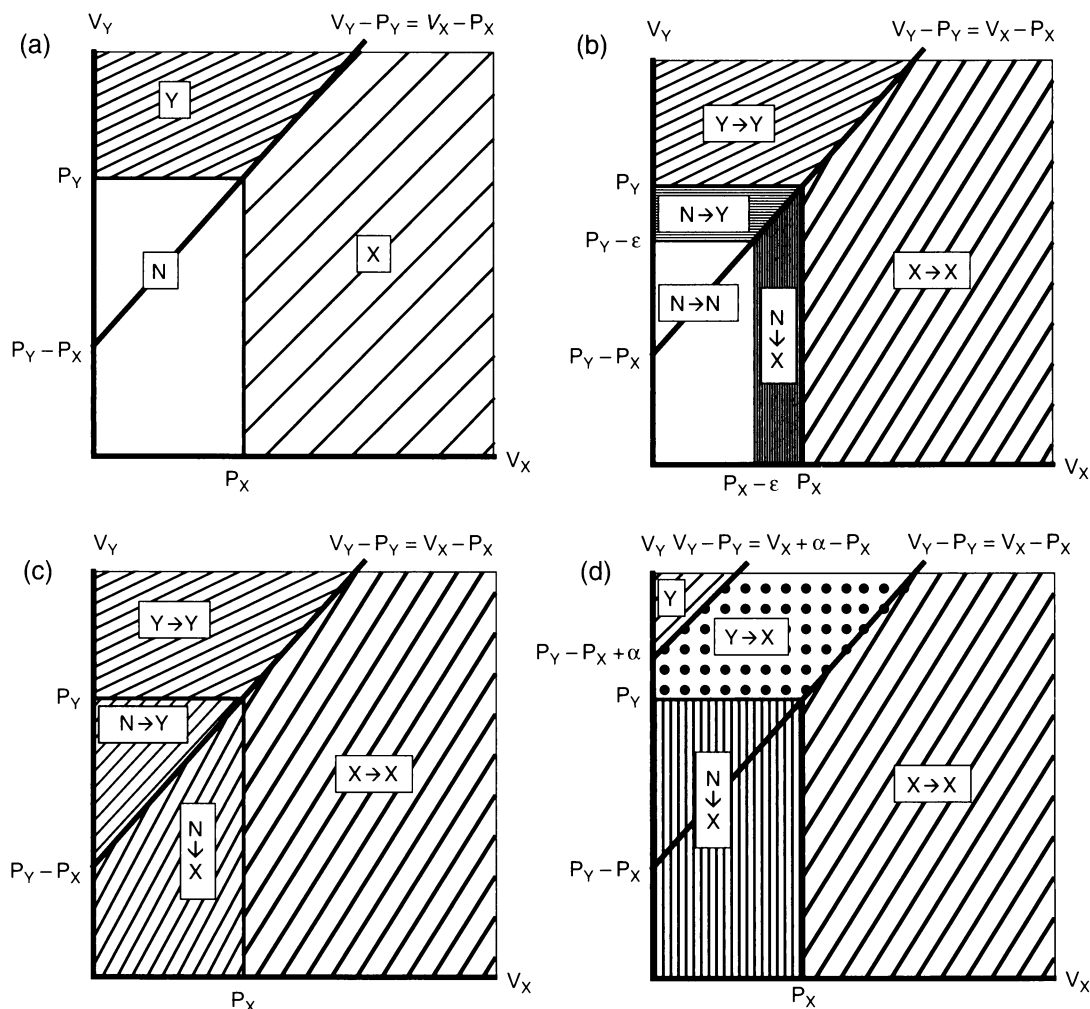 (a)
V_Y
V_Y – P_Y = V_X – P_X
Y
P_Y
N
X
P_Y – P_X
P_X
V_X
(b)
V_Y
V_Y – P_Y = V_X – P_X
Y→Y
P_Y
N→Y
P_Y – ε
X→X
N→N
N
↓
X
P_Y – P_X
P_X – ε
P_X
V_X
(c)
V_Y
V_Y – P_Y = V_X – P_X
Y→Y
P_Y
N→Y
X→X
N
↓
X
P_Y – P_X
P_X
V_X
(d)
V_Y
V_Y – P_Y = V_X + α – P_X
V_Y – P_Y = V_X – P_X
Y
Y→X
P_Y – P_X + α
P_Y
N
↓
X
X→X
P_Y – P_X
P_X
V_X